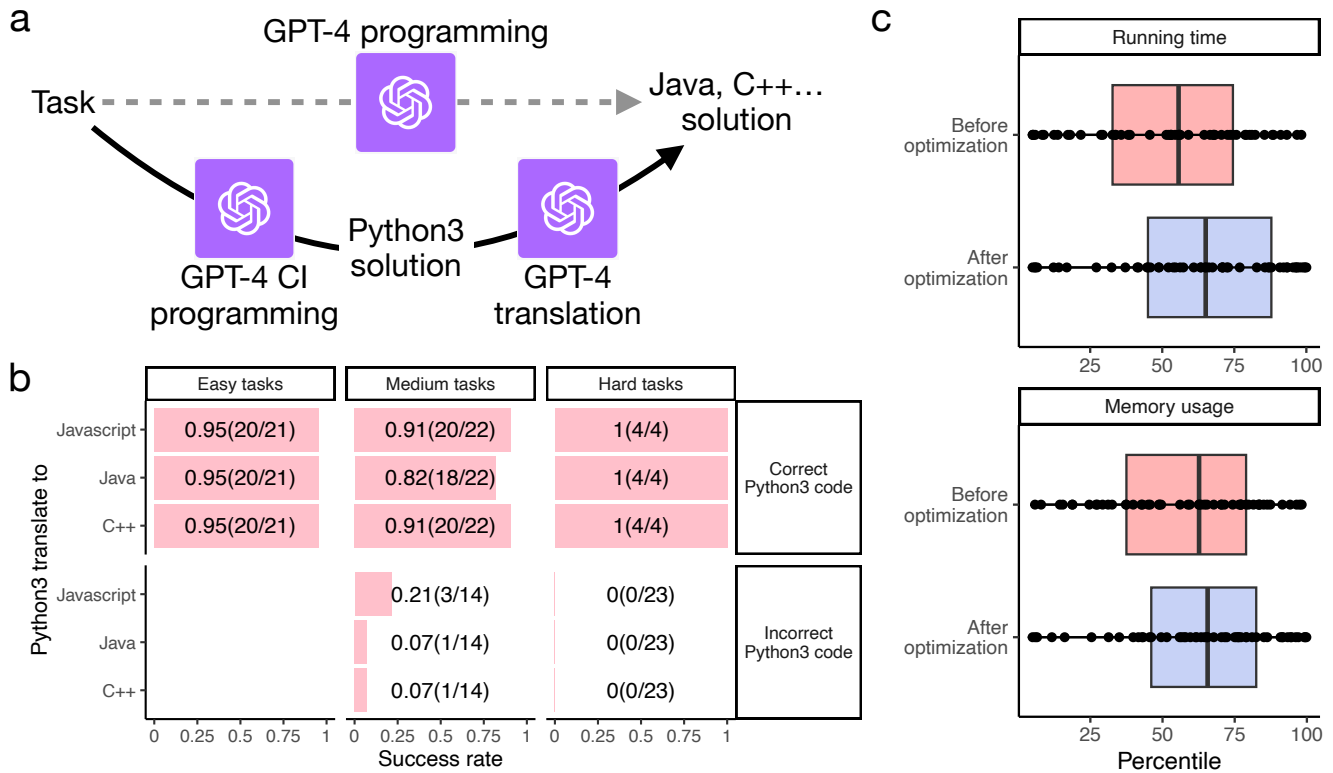 a
GPT-4 programming
Task
Java, C++...
solution
Python3
solution
GPT-4 CI
programming
GPT-4
translation
b
Easy tasks
Medium tasks
Hard tasks
Python3 translate to
Javascript
0.95(20/21)
0.91(20/22)
1(4/4)
Java
0.95(20/21)
0.82(18/22)
1(4/4)
C++
0.95(20/21)
0.91(20/22)
1(4/4)
Correct
Python3 code
Javascript
0.21(3/14)
0(0/23)
Java
0.07(1/14)
0(0/23)
C++
0.07(1/14)
0(0/23)
Incorrect
Python3 code
0 0.25 0.5 0.75 1
0 0.25 0.5 0.75 1
0 0.25 0.5 0.75 1
Success rate
c
Running time
Before
optimization
After
optimization
25 50 75 100
Memory usage
Before
optimization
After
optimization
25 50 75 100
Percentile